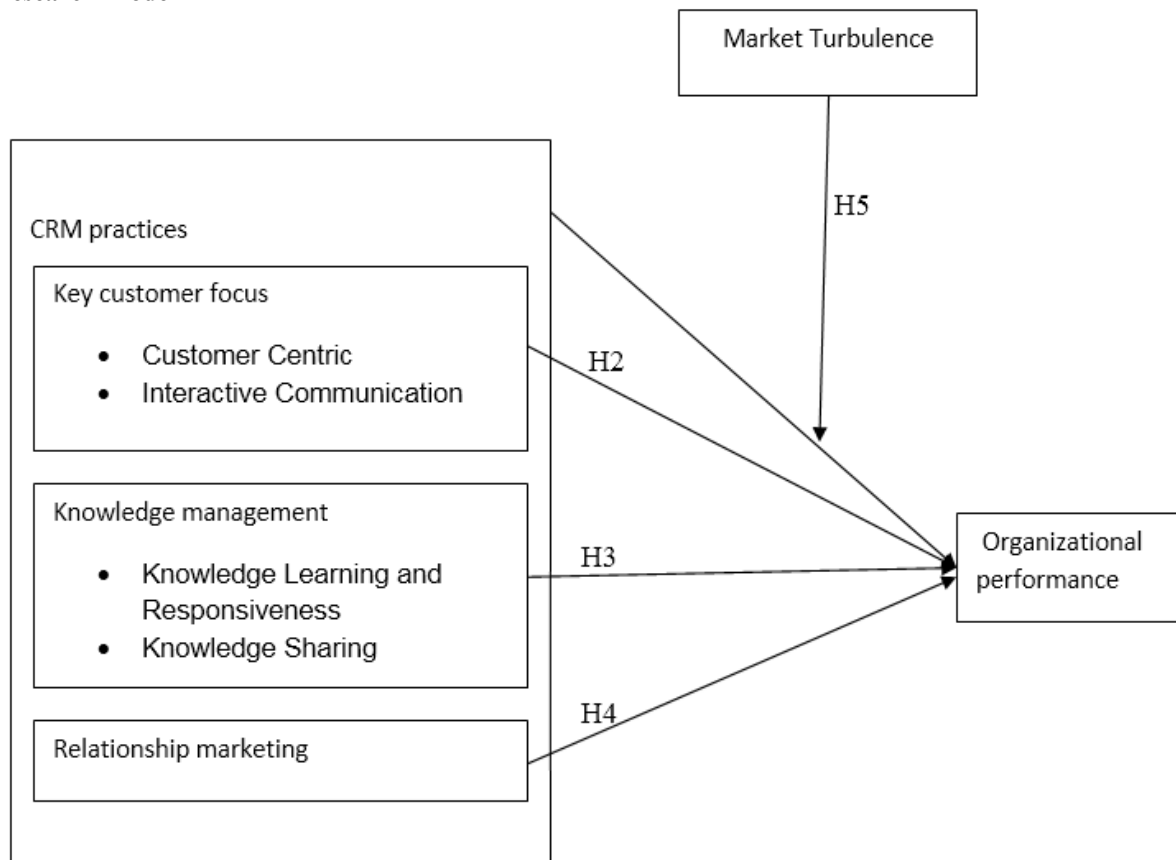 Market Turbulence
H5
CRM practices
Key customer focus
• Customer Centric
• Interactive Communication
H2
Knowledge management
• Knowledge Learning and
Responsiveness
• Knowledge Sharing
H3
Organizational
performance
Relationship marketing
H4